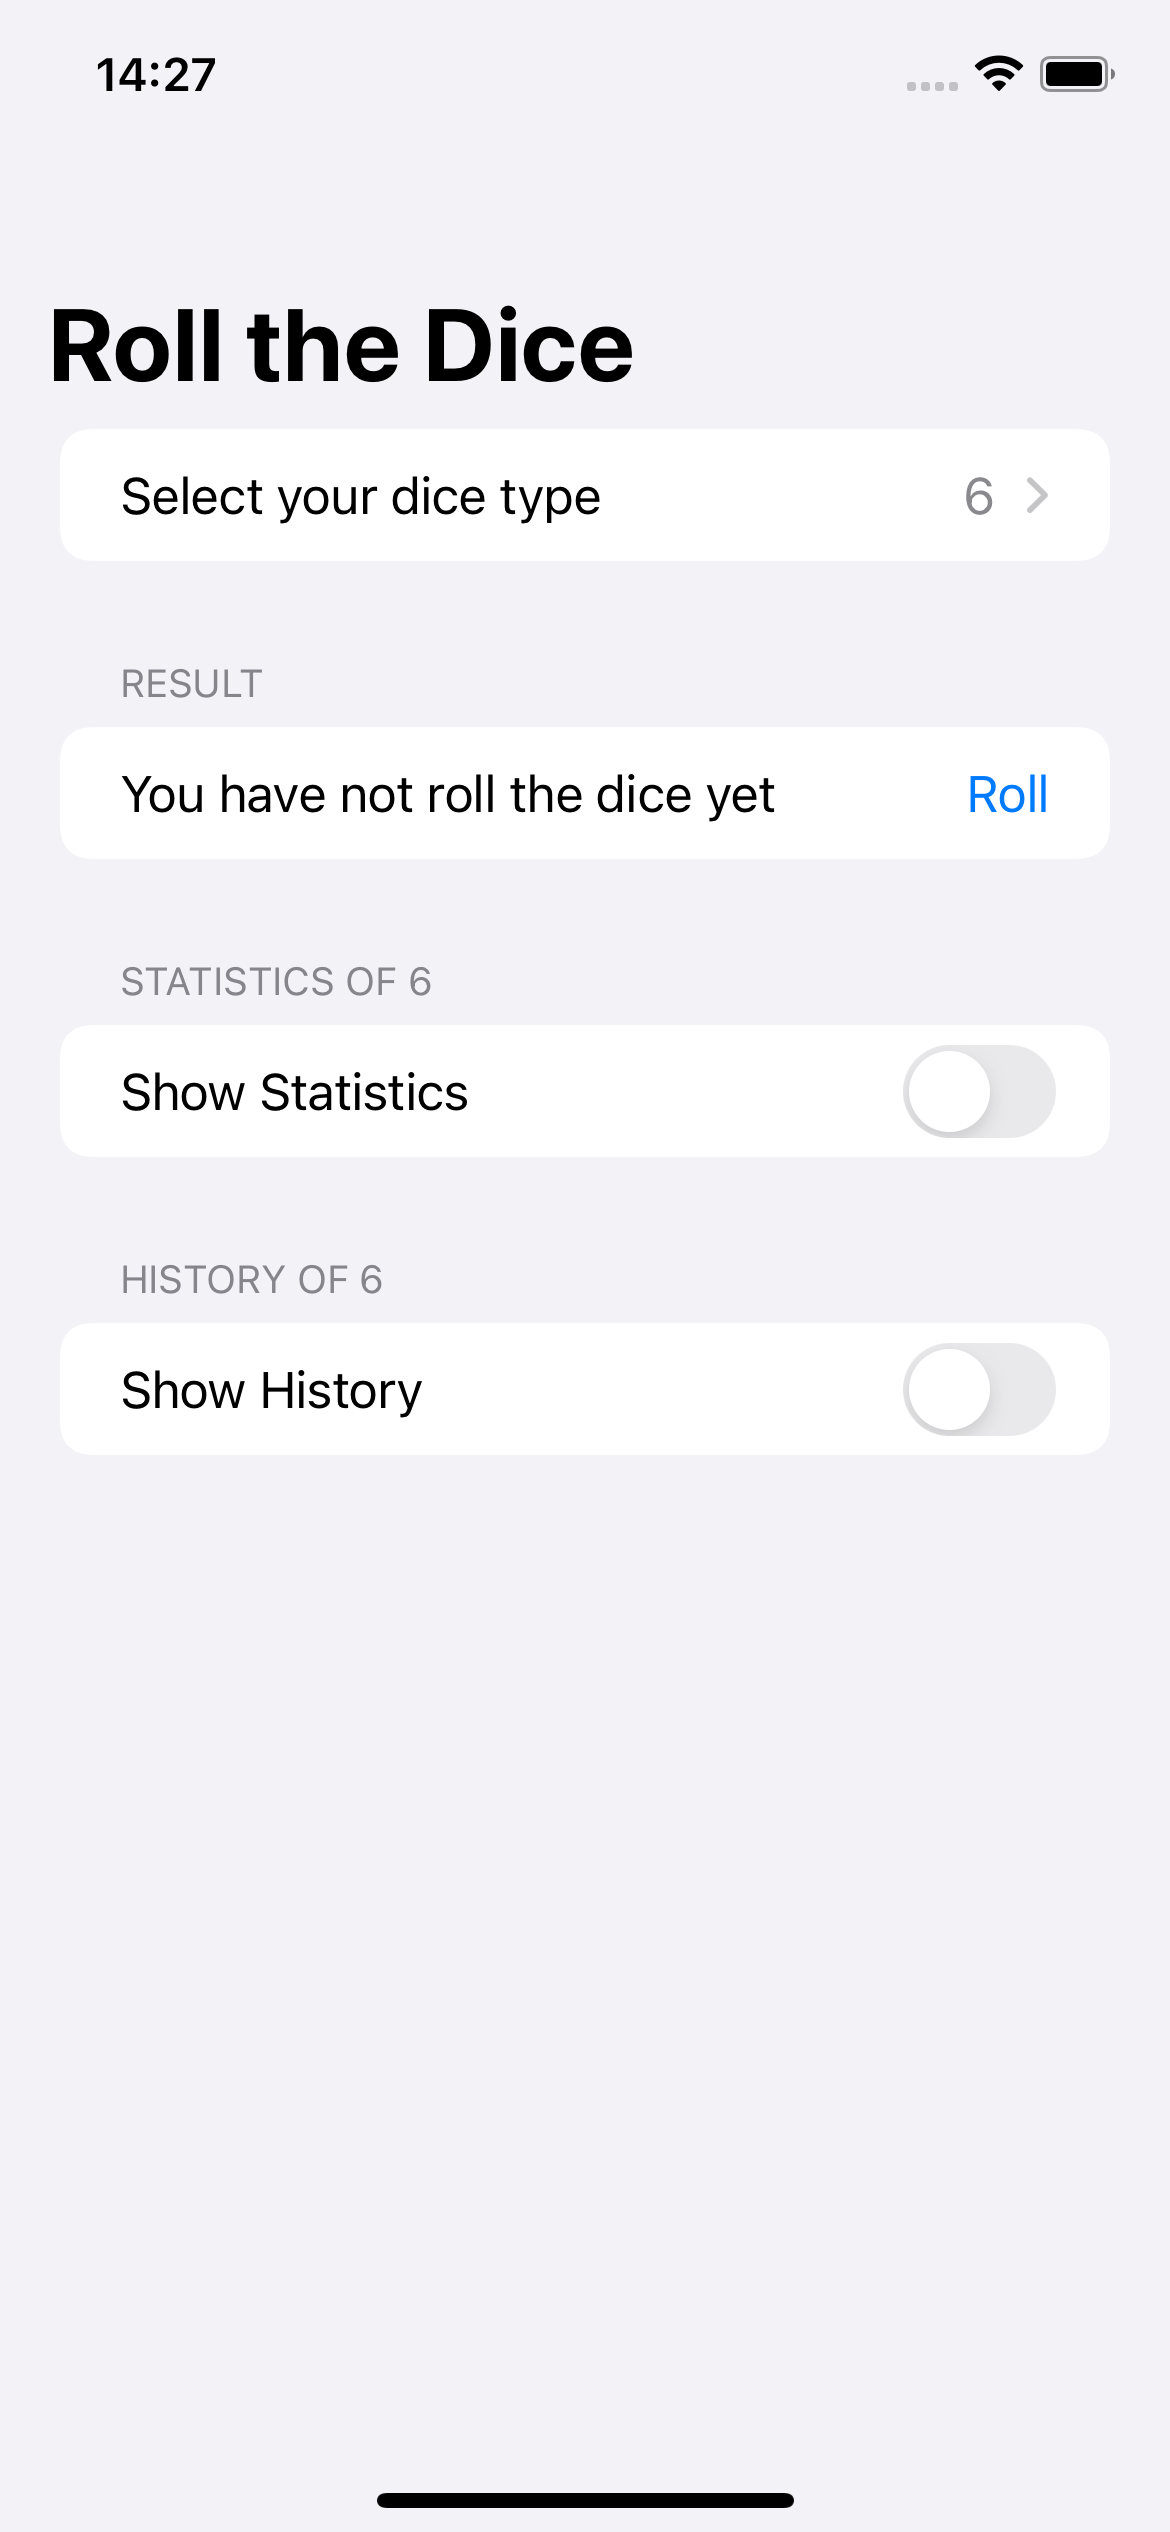 14:27
Roll the Dice
Select your dice type 6
RESULT
You have not roll the dice yet Roll
STATISTICS OF 6
Show Statistics
HISTORY OF 6
Show History